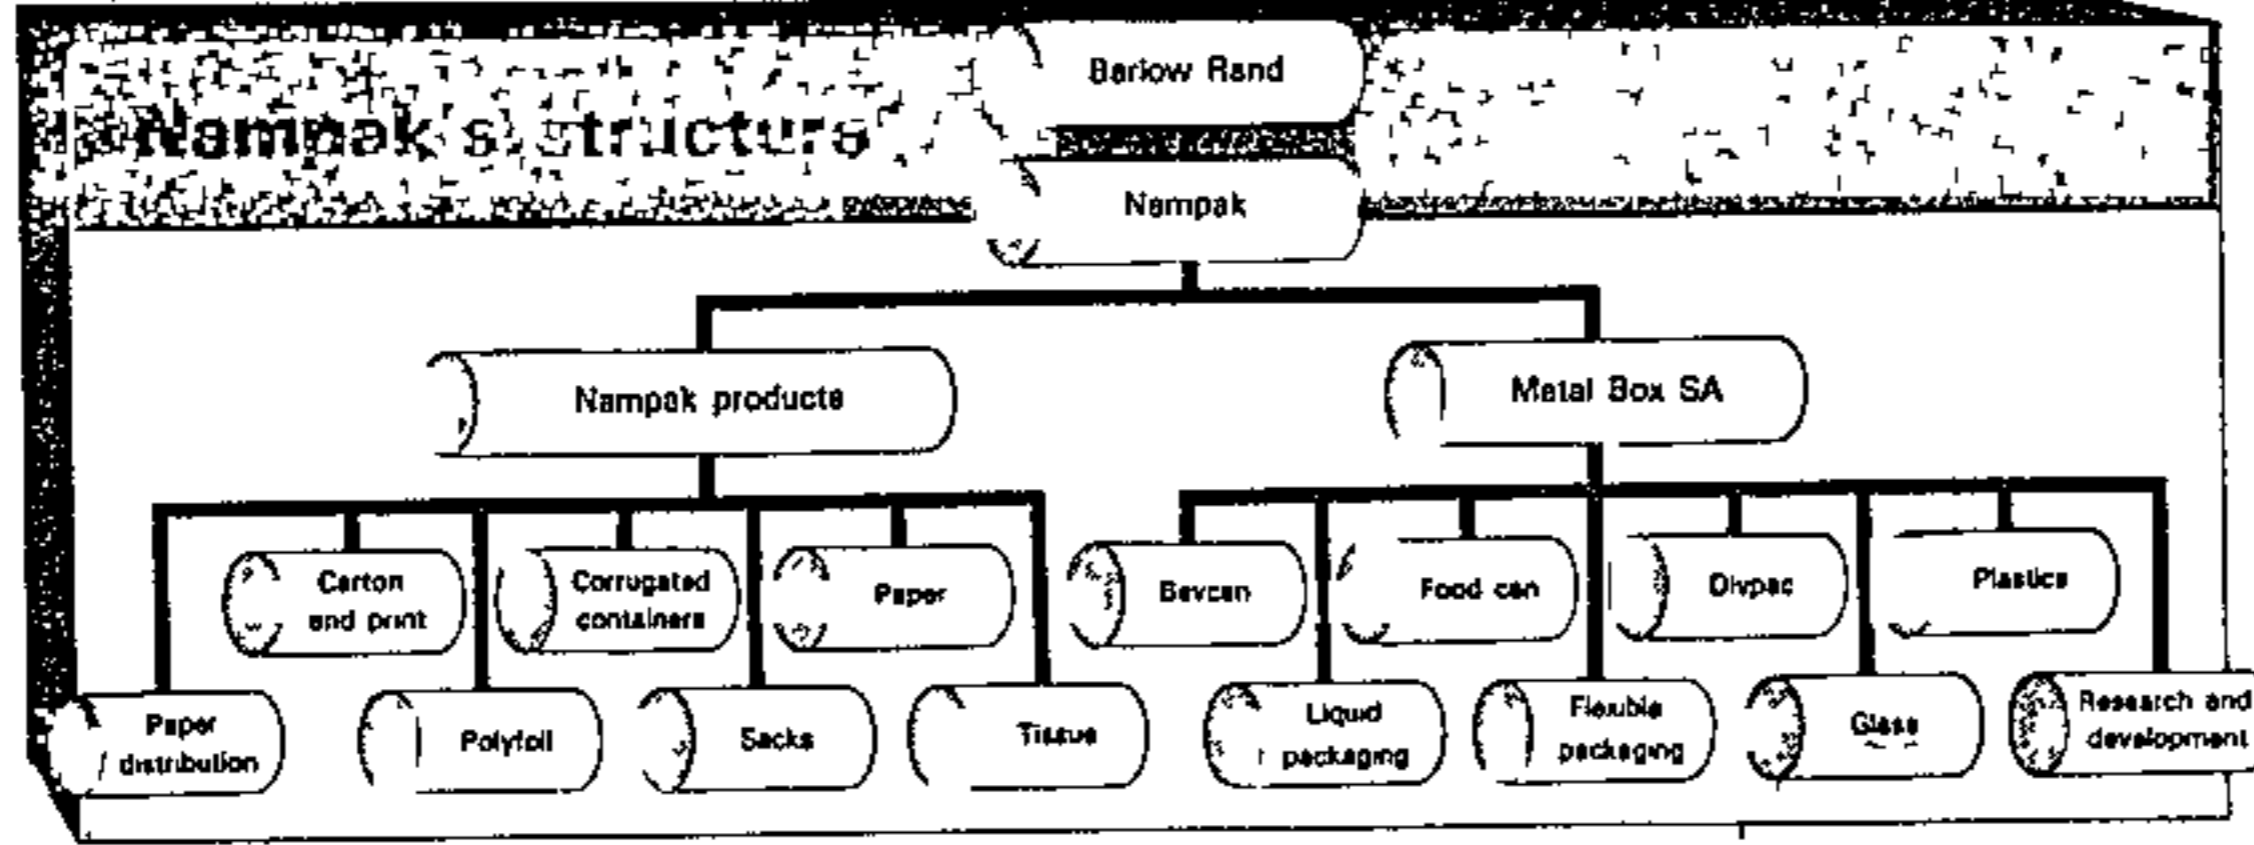 Nampak's structure
Barlow Rand
Nampak
Nampak products
Metal Box SA
Carton
and print
Corrugated
containers
Paper
Bevcan
Food can
Divpac
Plastics
Paper
distribution
Polyfoil
Sacks
Tissue
Liquid
packaging
Flexible
packaging
Glass
Research and
development